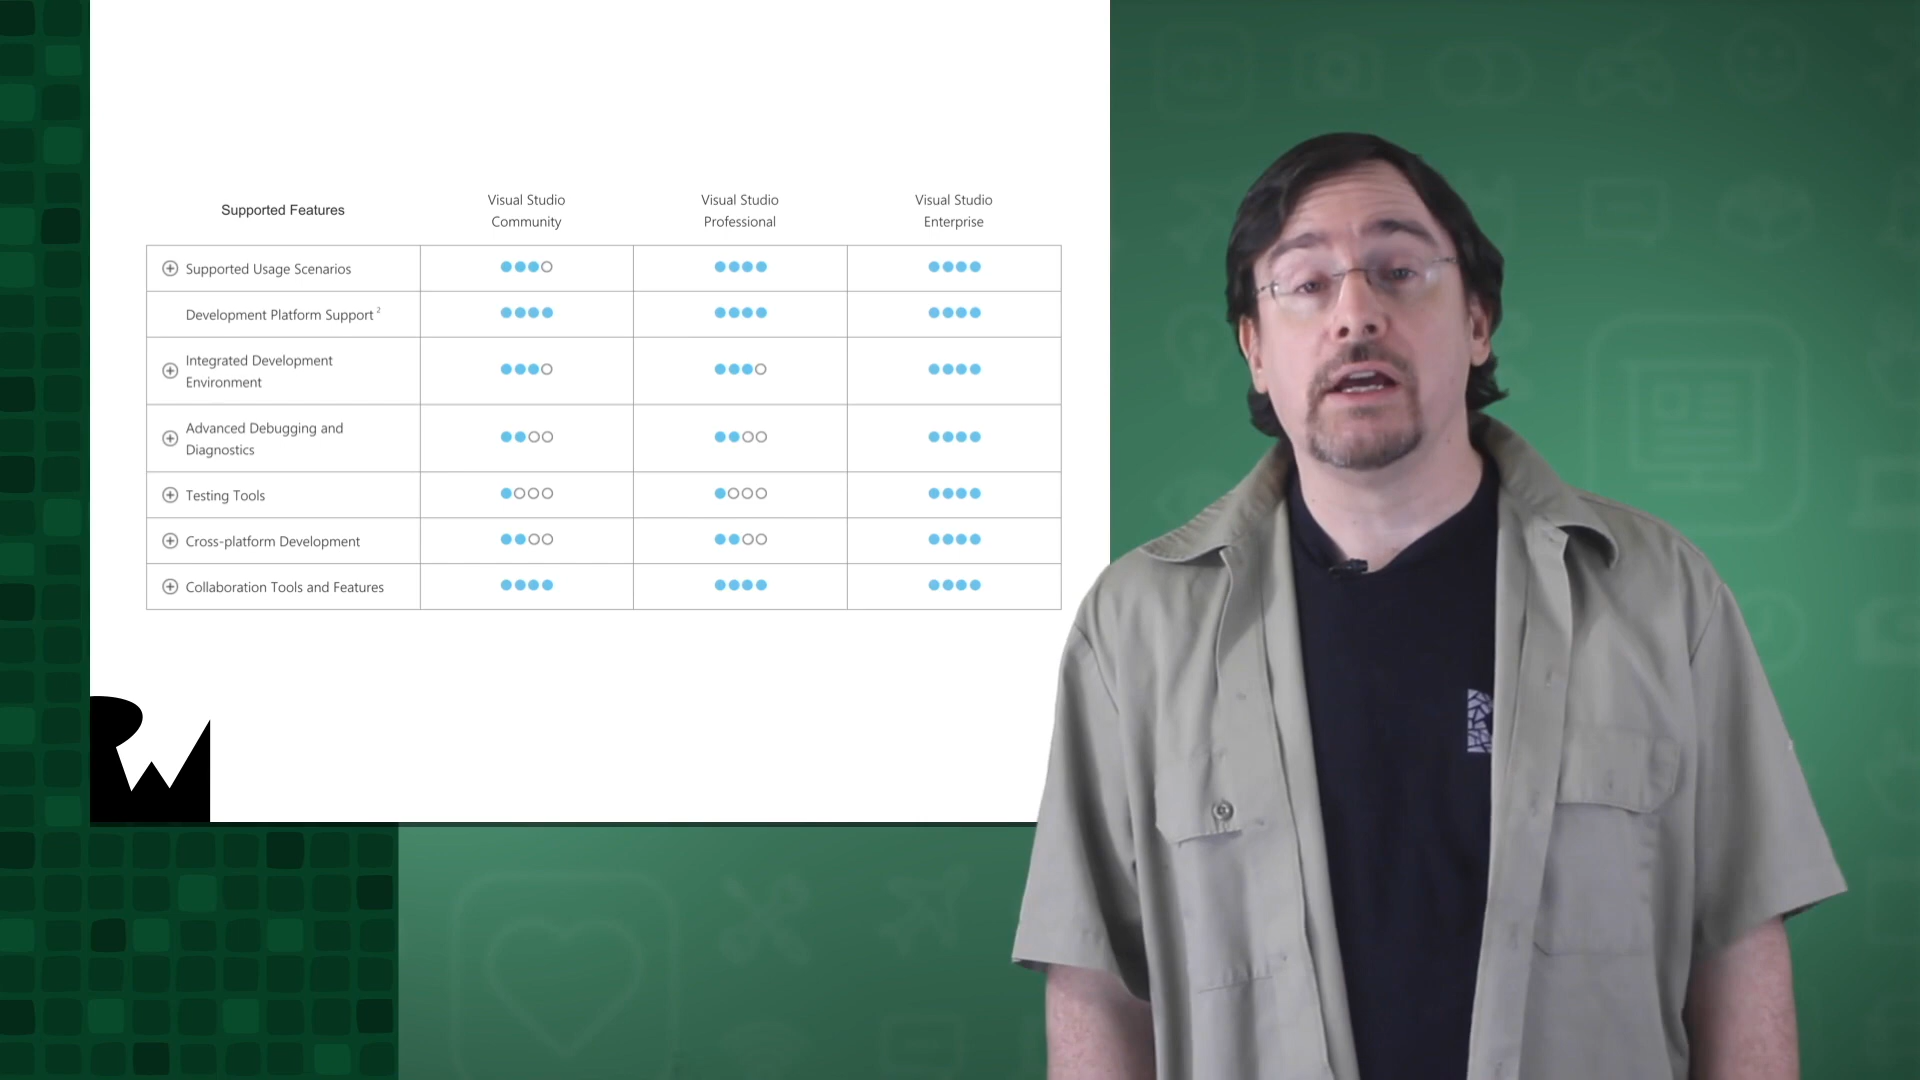 Supported Features
Visual Studio
Community
Visual Studio
Professional
Visual Studio
Enterprise
Supported Usage Scenarios
Development Platform Support 2
Integrated Development
Environment
Advanced Debugging and
Diagnostics
Testing Tools
Cross-platform Development
Collaboration Tools and Features
RW